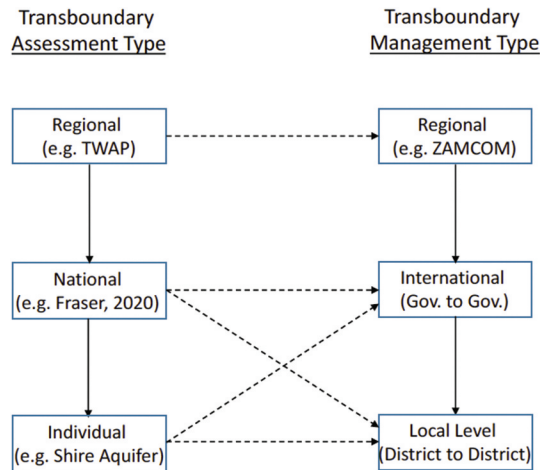 Transboundary
Assessment Type
Transboundary
Management Type
Regional
(e.g. TWAP)
Regional
(e.g. ZAMCOM)
National
(e.g. Fraser, 2020)
International
(Gov. to Gov.)
Individual
(e.g. Shire Aquifer)
Local Level
(District to District)